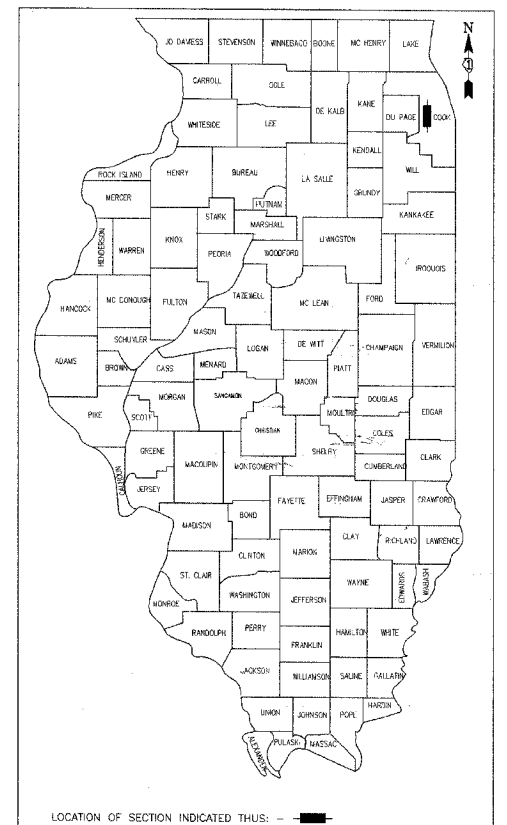 N
JO DAVIESS STEVENSON WINNEBAGO BOONE MC HENRY LAKE
CARROLL OGLE
DE KALB KANE DU PAGE COOK
WHITESIDE LEE
KENDALL WILL
ROCK ISLAND HENRY BUREAU LA SALLE GRUNDY
MERCER PUTNAM KANKAKEE
STARK MARSHALL
HENDERSON WARREN KNOX PEORIA WOODFORD LIVINGSTON IROQUOIS
HANCOCK MC DONOUGH FULTON TAZEWELL MC LEAN FORD
SCHUYLER MASON LOGAN DE WITT CHAMPAIGN VERMILION
ADAMS BROWN CASS MENARD MACON PIATT
PIKE SCOTT MORGAN SANGAMON MOULTRIE DOUGLAS EDGAR
CHRISTIAN COLES
GREENE MACOUPIN MONTGOMERY SHELBY CUMBERLAND CLARK
CALHOUN JERSEY FAYETTE EFFINGHAM JASPER CRAWFORD
MADISON BOND CLAY RICHLAND LAWRENCE
CLINTON MARION
ST. CLAIR WASHINGTON JEFFERSON WAYNE EDWARDS WABASH
MONROE
RANDOLPH PERRY FRANKLIN HAMILTON WHITE
JACKSON WILLIAMSON SALINE GALLATIN
UNION JOHNSON POPE HARDIN
ALEXANDER PULASKI MASSAC
LOCATION OF SECTION INDICATED THUS: -